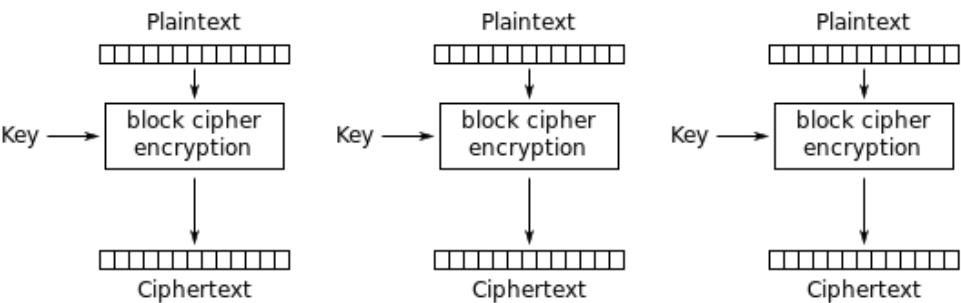 Plaintext
Plaintext
Plaintext
Key
block cipher
encryption
Key
block cipher
encryption
Key
block cipher
encryption
Ciphertext
Ciphertext
Ciphertext